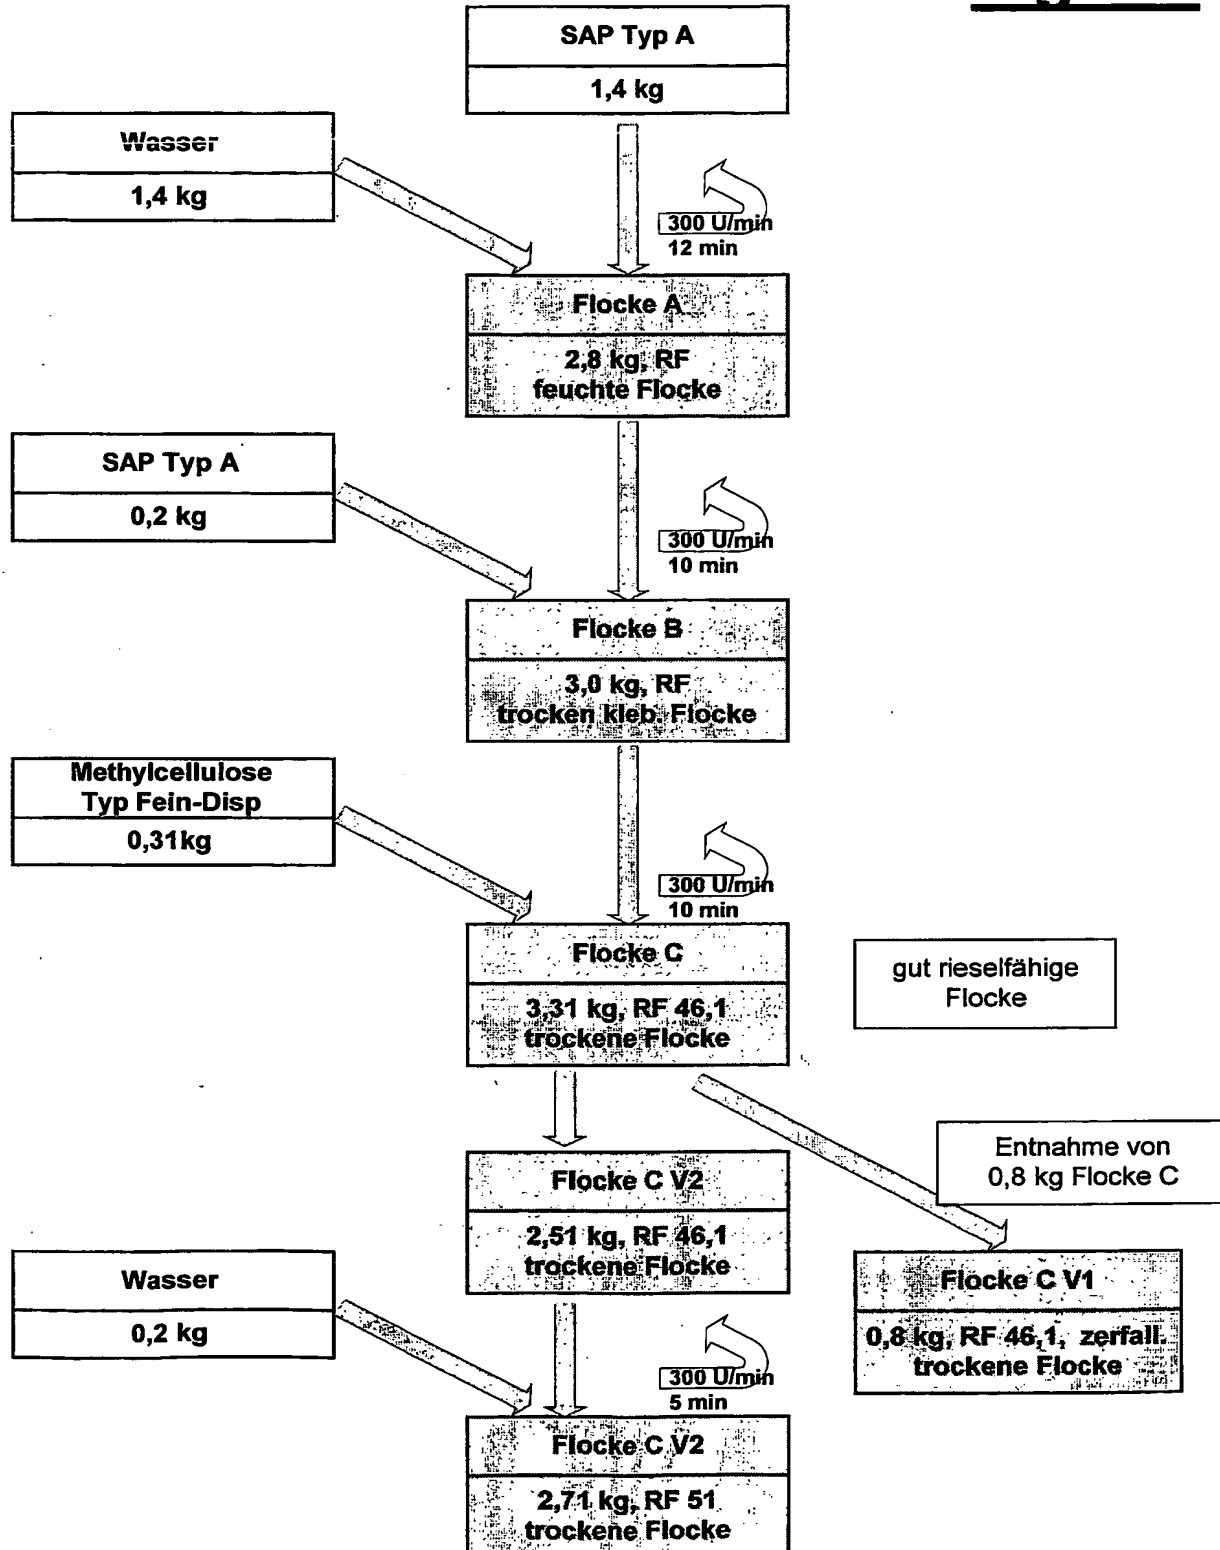 SAP Typ A
1,4 kg
Wasser
1,4 kg
300 U/min
12 min
Flocke A
2,8 kg, RF
feuchte Flocke
SAP Typ A
0,2 kg
300 U/min
10 min
Flocke B
3,0 kg, RF
trocken kleb. Flocke
Methylcellulose
Typ Fein-Disp
0,31kg
300 U/min
10 min
Flocke C
3,31 kg, RF 46,1
trockene Flocke
gut rieselfähige
Flocke
Entnahme von
0,8 kg Flocke C
Flocke C V2
2,51 kg, RF 46,1
trockene Flocke
Flocke C V1
0,8 kg, RF 46,1, zerfall.
trockene Flocke
Wasser
0,2 kg
300 U/min
5 min
Flocke C V2
2,71 kg, RF 51
trockene Flocke